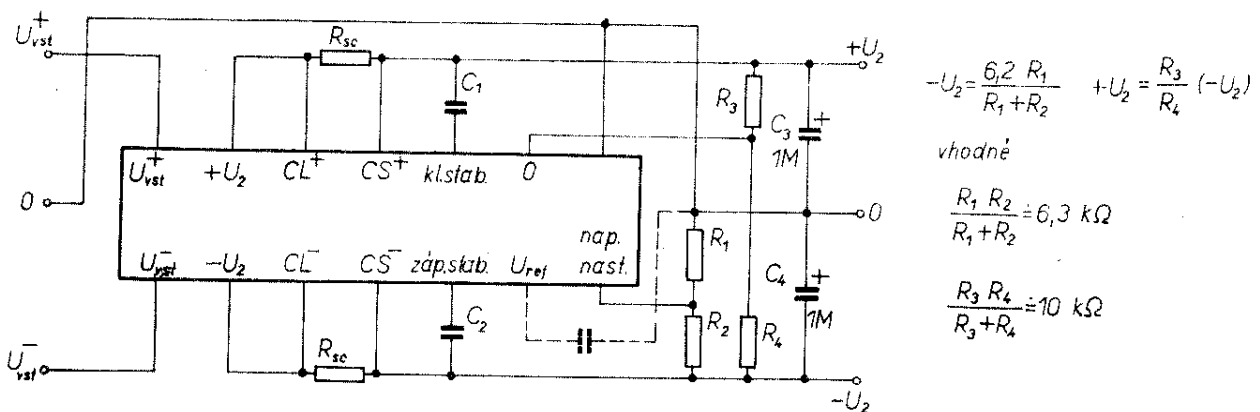 U⁺vst
Rsc
C₁
+U₂
R₃
C₃ +
1M
U⁺vst +U₂ CL⁺ CS⁺ kl.stab. 0
0
0
U⁻vst −U₂ CL⁻ CS⁻ záp.stab. Uref nap. nast.
R₁
C₄ +
1M
C₂
R₂
R₄
Rsc
U⁻vst
−U₂
−U₂ = 6,2 R₁ / R₁+R₂ +U₂ = R₃ / R₄ (−U₂)
vhodné
R₁ R₂ / R₁+R₂ ≐ 6,3 kΩ
R₃ R₄ / R₃+R₄ ≐ 10 kΩ